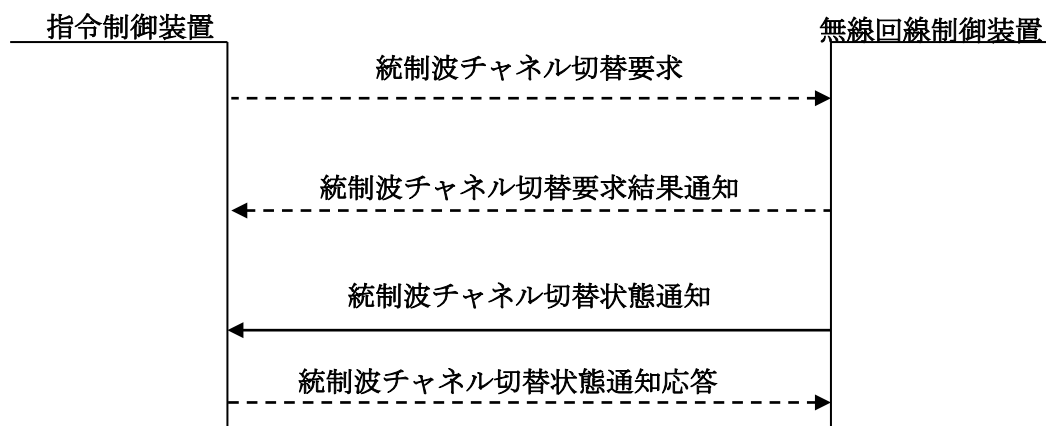 指令制御装置
無線回線制御装置
統制波チャネル切替要求
統制波チャネル切替要求結果通知
統制波チャネル切替状態通知
統制波チャネル切替状態通知応答